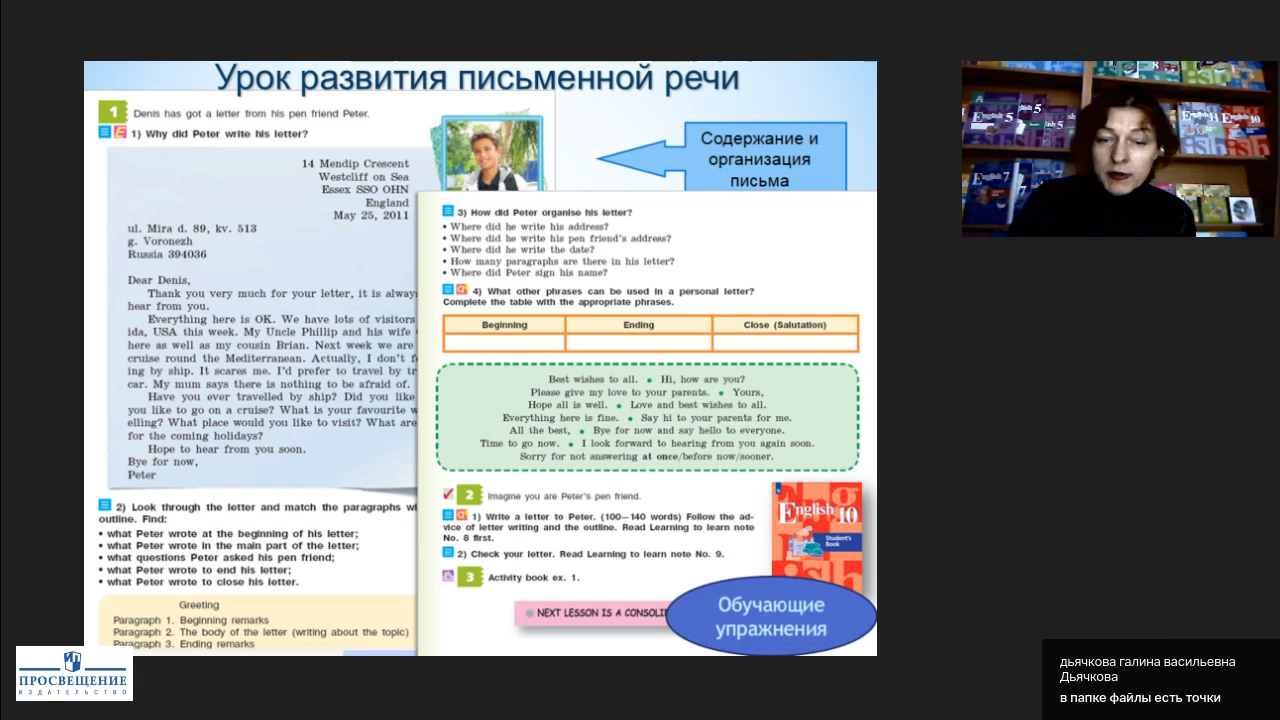 Урок развития письменной речи
1 Denis has got a letter from his pen friend Peter.
1) Why did Peter write his letter?
14 Mendip Crescent
Westcliff on Sea
Essex SSO OHN
England
May 25, 2011
ul. Mira d. 89, kv. 513
g. Voronezh
Russia 394036
Dear Denis,
Thank you very much for your letter, it is alway
hear from you.
Everything here is OK. We have lots of visitors
ida, USA this week. My Uncle Phillip and his wife
here as well as my cousin Brian. Next week we are
cruise round the Mediterranean. Actually, I don't f
ing by ship. It scares me. I'd prefer to travel by tr
car. My mum says there is nothing to be afraid of.
Have you ever travelled by ship? Did you like
you like to go on a cruise? What is your favourite w
elling? What place would you like to visit? What are
for the coming holidays?
Hope to hear from you soon.
Bye for now,
Peter
2) Look through the letter and match the paragraphs wi
outline. Find:
• what Peter wrote at the beginning of his letter;
• what Peter wrote in the main part of the letter;
• what questions Peter asked his pen friend;
• what Peter wrote to end his letter;
• what Peter wrote to close his letter.
Greeting
Paragraph 1. Beginning remarks
Paragraph 2. The body of the letter (writing about the topic)
Paragraph 3. Ending remarks
Содержание и
организация
письма
3) How did Peter organise his letter?
• Where did he write his address?
• Where did he write his pen friend's address?
• Where did he write the date?
• How many paragraphs are there in his letter?
• Where did Peter sign his name?
4) What other phrases can be used in a personal letter?
Complete the table with the appropriate phrases.
Beginning Ending Close (Salutation)
Best wishes to all. • Hi, how are you?
Please give my love to your parents. • Yours,
Hope all is well. • Love and best wishes to all.
Everything here is fine. • Say hi to your parents for me.
All the best, • Bye for now and say hello to everyone.
Time to go now. • I look forward to hearing from you again soon.
Sorry for not answering at once/before now/sooner.
2 Imagine you are Peter's pen friend.
1) Write a letter to Peter. (100—140 words) Follow the ad-
vice of letter writing and the outline. Read Learning to learn note
No. 8 first.
2) Check your letter. Read Learning to learn note No. 9.
3 Activity book ex. 1.
NEXT LESSON IS A CONSOLI
Eng
English 10
Student's
Book
ish
Обучающие
упражнения
English 5
5
English 7
7
English 11
English 10
ПРОСВЕЩЕНИЕ
ИЗДАТЕЛЬСТВО
дьячкова галина васильевна
Дьячкова
в папке файлы есть точки